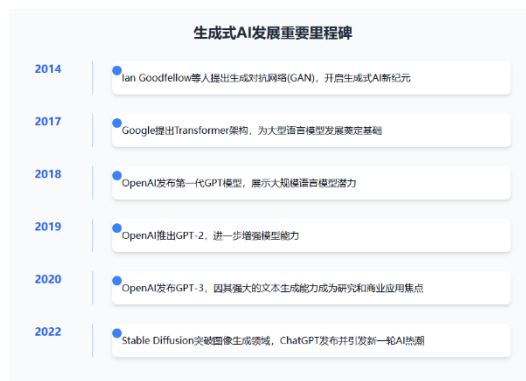 生成式AI发展重要里程碑
2014
Ian Goodfellow等人提出生成对抗网络(GAN)，开启生成式AI新纪元
2017
Google提出Transformer架构，为大型语言模型发展奠定基础
2018
OpenAI发布第一代GPT模型，展示大规模语言模型潜力
2019
OpenAI推出GPT-2，进一步增强模型能力
2020
OpenAI发布GPT-3，因其强大的文本生成能力成为研究和商业应用焦点
2022
Stable Diffusion突破图像生成领域，ChatGPT发布并引发新一轮AI热潮